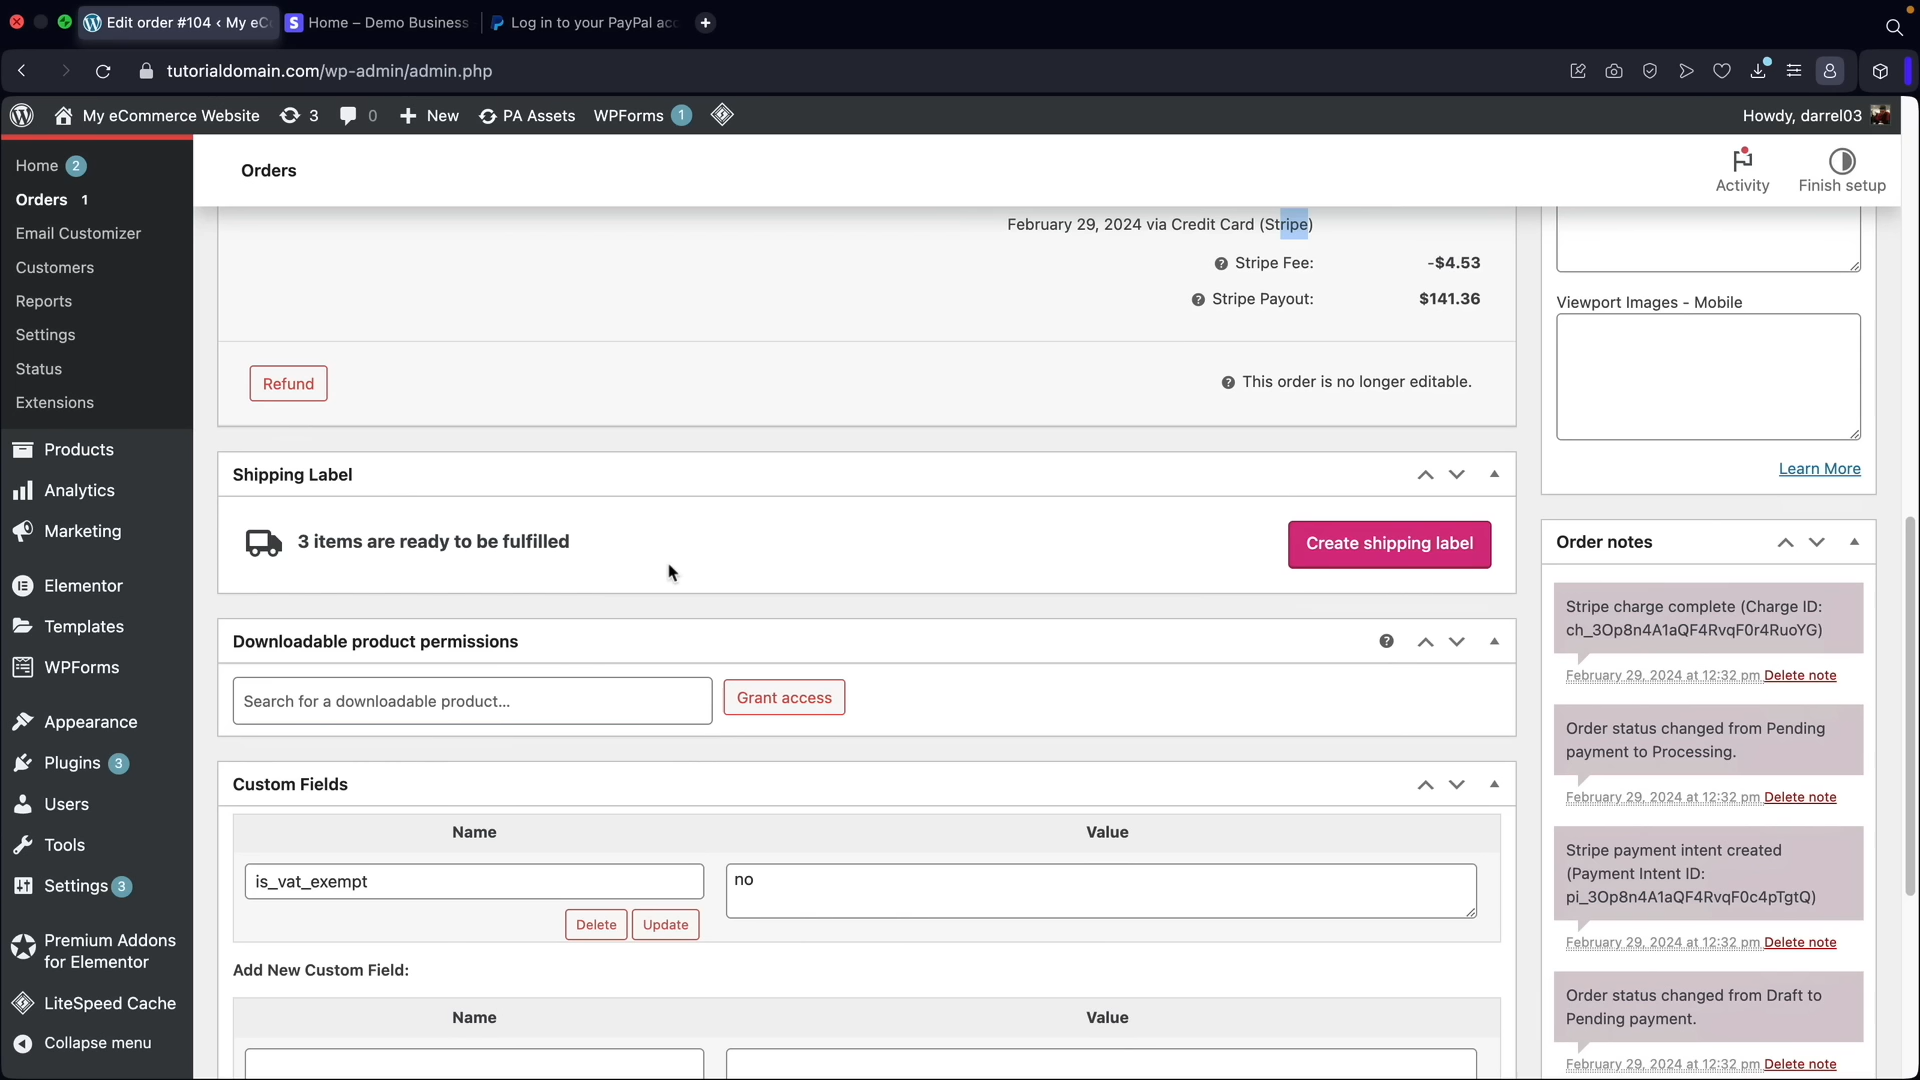 Edit order #104 ‹ My eC
Home – Demo Business
Log in to your PayPal acc
tutorialdomain.com/wp-admin/admin.php
My eCommerce Website
3
0
New
PA Assets
WPForms 1
Howdy, darrel03
Home 2
Orders 1
Email Customizer
Customers
Reports
Settings
Status
Extensions
Products
Analytics
Marketing
Elementor
Templates
WPForms
Appearance
Plugins 3
Users
Tools
Settings 3
Premium Addons
for Elementor
LiteSpeed Cache
Collapse menu
Orders
Activity
Finish setup
February 29, 2024 via Credit Card (Stripe)
Stripe Fee: -$4.53
Stripe Payout: $141.36
Refund
This order is no longer editable.
Shipping Label
3 items are ready to be fulfilled
Create shipping label
Downloadable product permissions
Search for a downloadable product...
Grant access
Custom Fields
Name Value
is_vat_exempt no
Delete Update
Add New Custom Field:
Name Value
Viewport Images - Mobile
Learn More
Order notes
Stripe charge complete (Charge ID:
ch_3Op8n4A1aQF4RvqF0r4RuoYG)
February 29, 2024 at 12:32 pm Delete note
Order status changed from Pending
payment to Processing.
February 29, 2024 at 12:32 pm Delete note
Stripe payment intent created
(Payment Intent ID:
pi_3Op8n4A1aQF4RvqF0c4pTgtQ)
February 29, 2024 at 12:32 pm Delete note
Order status changed from Draft to
Pending payment.
February 29, 2024 at 12:32 pm Delete note